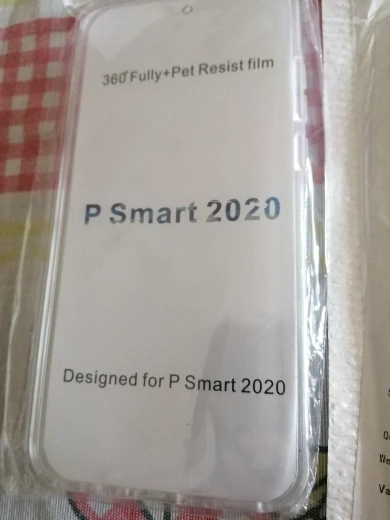 360°Fully+Pet Resist film
P Smart 2020
Designed for P Smart 2020